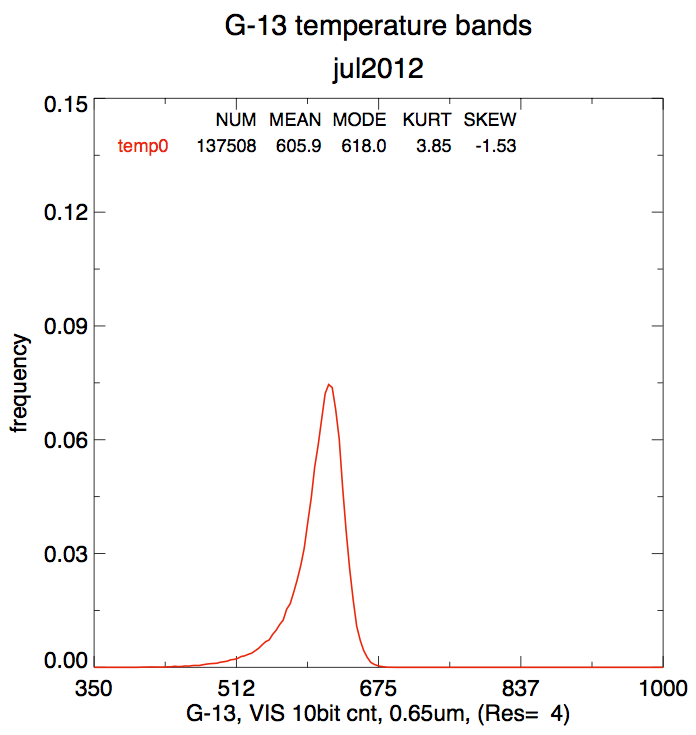 G-13 temperature bands
jul2012
0.15
NUM MEAN MODE KURT SKEW
temp0 137508 605.9 618.0 3.85 -1.53
0.12
0.09
frequency
0.06
0.03
0.00
350 512 675 837 1000
G-13, VIS 10bit cnt, 0.65um, (Res= 4)